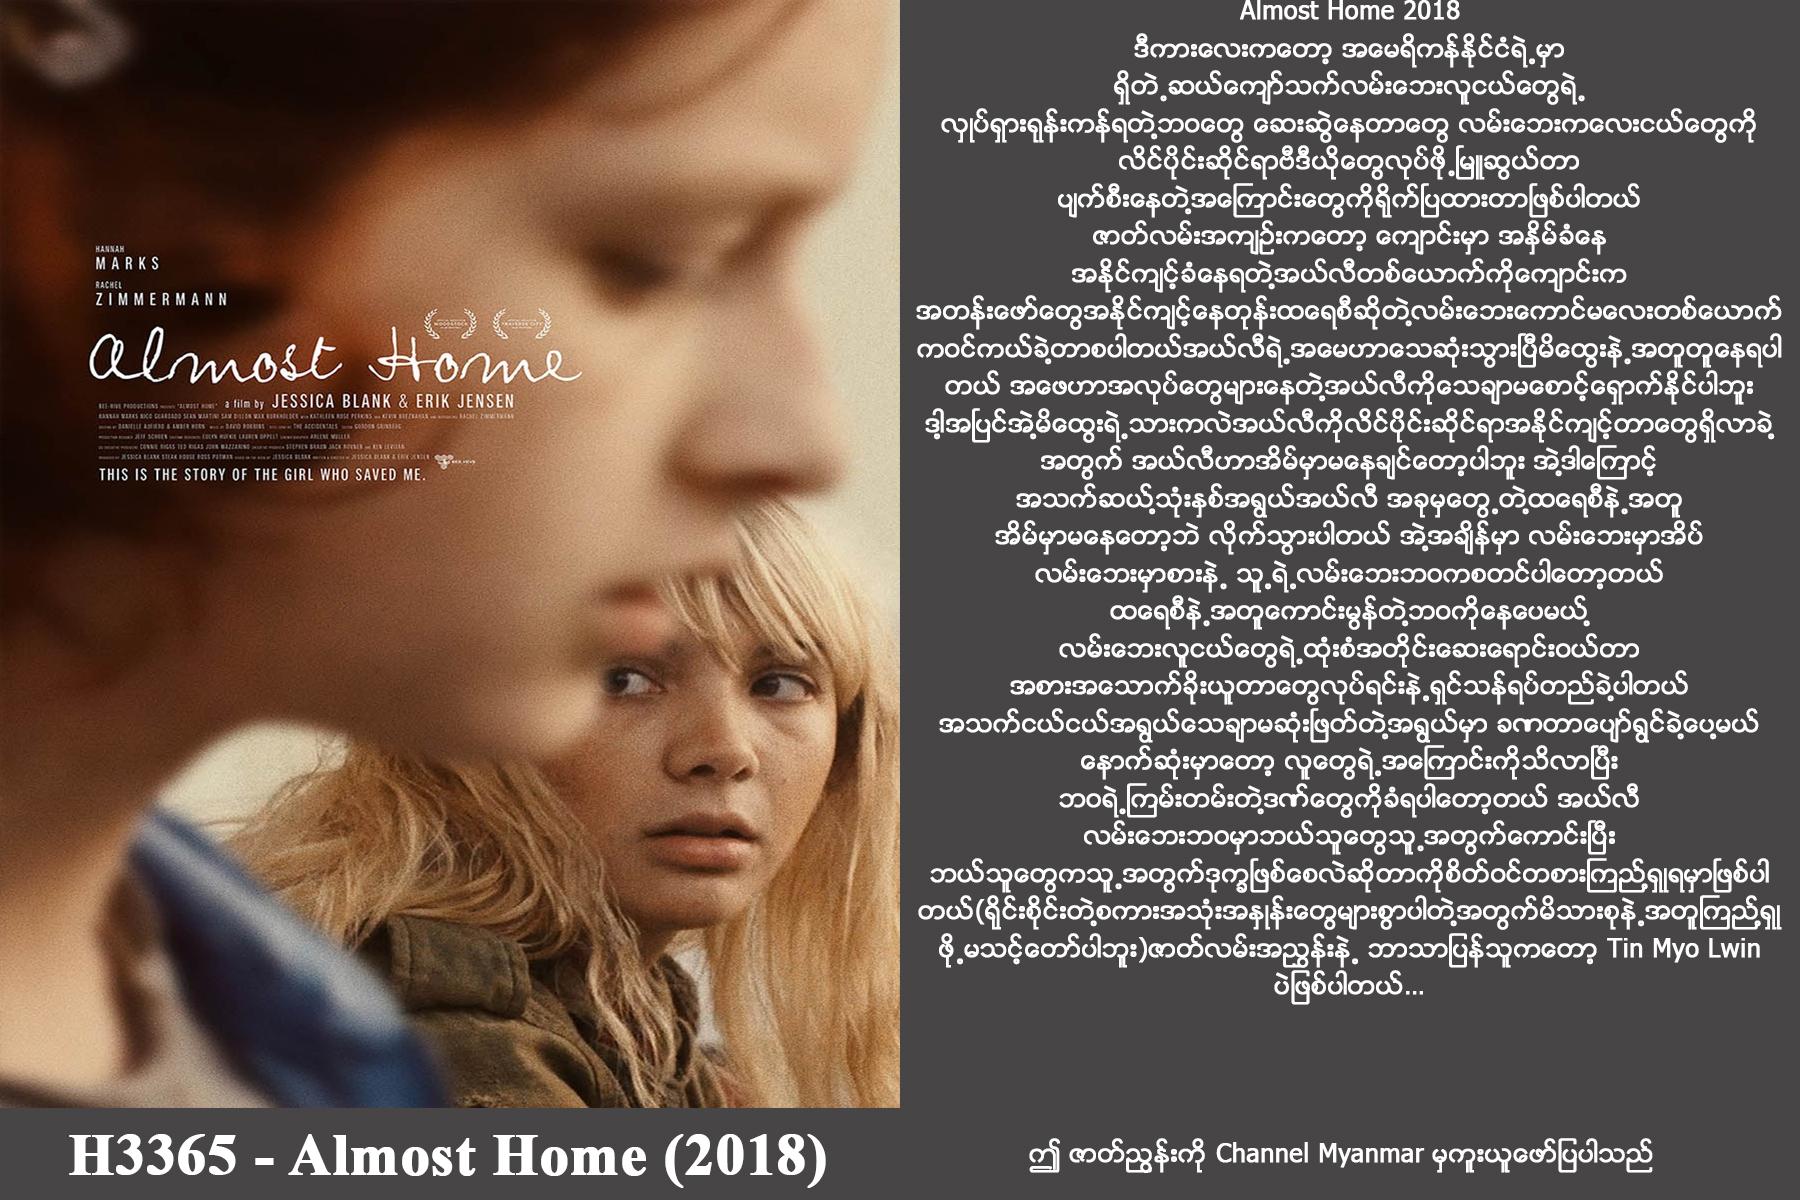 HANNAH
MARKS
RACHEL
ZIMMERMANN
Almost Home
WOODSTOCK
TRAVERSE CITY
BEE-HIVE PRODUCTIONS PRESENTS "ALMOST HOME" a film by JESSICA BLANK & ERIK JENSEN
THIS IS THE STORY OF THE GIRL WHO SAVED ME.
H3365 - Almost Home (2018)
Almost Home 2018
ဒီကားလေးကတော့ အမေရိကန်နိုင်ငံရဲ့မှာ
ရှိတဲ့ဆယ်ကျော်သက်လမ်းဘေးလူငယ်တွေရဲ့
လှုပ်ရှားရုန်းကန်ရတဲ့ဘဝတွေ ဆေးဆွဲနေတာတွေ လမ်းဘေးကလေးငယ်တွေကို
လိင်ပိုင်းဆိုင်ရာဗီဒီယိုတွေလုပ်ဖို့မြူဆွယ်တာ
ပျက်စီးနေတဲ့အကြောင်းတွေကိုရိုက်ပြထားတာဖြစ်ပါတယ်
ဇာတ်လမ်းအကျဉ်းကတော့ ကျောင်းမှာ အနှိမ်ခံနေ
အနိုင်ကျင့်ခံနေရတဲ့အယ်လီတစ်ယောက်ကိုကျောင်းက
အတန်းဖော်တွေအနိုင်ကျင့်နေတုန်းထရေစီဆိုတဲ့လမ်းဘေးကောင်မလေးတစ်ယောက်
ကဝင်ကယ်ခဲ့တာစပါတယ်အယ်လီရဲ့အမေဟာသေဆုံးသွားပြီမိထွေးနဲ့အတူတူနေရပါ
တယ် အဖေဟာအလုပ်တွေများနေတဲ့အယ်လီကိုသေချာမစောင့်ရှောက်နိုင်ပါဘူး
ဒါ့အပြင်အဲ့မိထွေးရဲ့သားကလဲအယ်လီကိုလိင်ပိုင်းဆိုင်ရာအနိုင်ကျင့်တာတွေရှိလာခဲ့
အတွက် အယ်လီဟာအိမ်မှာမနေချင်တော့ပါဘူး အဲ့ဒါကြောင့်
အသက်ဆယ့်သုံးနှစ်အရွယ်အယ်လီ အခုမှတွေ့တဲ့ထရေစီနဲ့အတူ
အိမ်မှာမနေတော့ဘဲ လိုက်သွားပါတယ် အဲ့အချိန်မှာ လမ်းဘေးမှာအိပ်
လမ်းဘေးမှာစားနဲ့ သူ့ရဲ့လမ်းဘေးဘဝကစတင်ပါတော့တယ်
ထရေစီနဲ့အတူကောင်းမွန်တဲ့ဘဝကိုနေပေမယ့်
လမ်းဘေးလူငယ်တွေရဲ့ထုံးစံအတိုင်းဆေးရောင်းဝယ်တာ
အစားအသောက်ခိုးယူတာတွေလုပ်ရင်းနဲ့ရှင်သန်ရပ်တည်ခဲ့ပါတယ်
အသက်ငယ်ငယ်အရွယ်သေချာမဆုံးဖြတ်တဲ့အရွယ်မှာ ခဏတာပျော်ရွှင်ခဲ့ပေ့မယ်
နောက်ဆုံးမှာတော့ လူတွေရဲ့အကြောင်းကိုသိလာပြီး
ဘဝရဲ့ကြမ်းတမ်းတဲ့ဒဏ်တွေကိုခံရပါတော့တယ် အယ်လီ
လမ်းဘေးဘဝမှာဘယ်သူတွေသူ့အတွက်ကောင်းပြီး
ဘယ်သူတွေကသူ့အတွက်ဒုက္ခဖြစ်စေလဲဆိုတာကိုစိတ်ဝင်တစားကြည့်ရှုရမှာဖြစ်ပါ
တယ်(ရိုင်းစိုင်းတဲ့စကားအသုံးအနှုန်းတွေများစွာပါတဲ့အတွက်မိသားစုနဲ့အတူကြည့်ရှု
ဖို့မသင့်တော်ပါဘူး)ဇာတ်လမ်းအညွှန်းနဲ့ ဘာသာပြန်သူကတော့ Tin Myo Lwin
ပဲဖြစ်ပါတယ်...
ဤ ဇာတ်ညွှန်းကို Channel Myanmar မှကူးယူဖော်ပြပါသည်